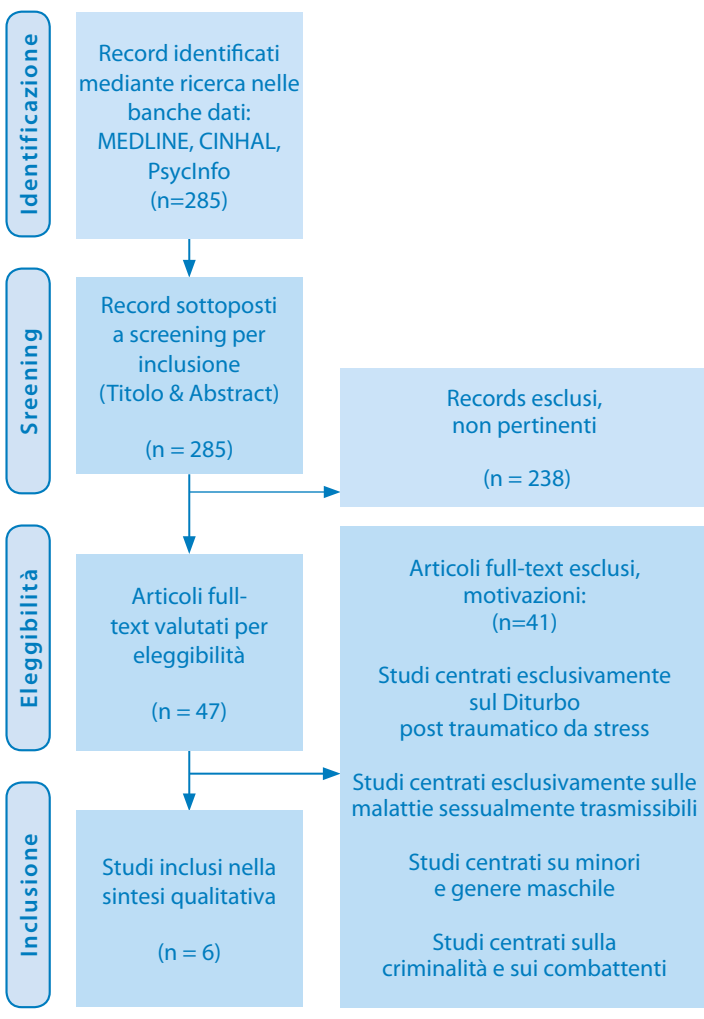 Identificazione
Record identificati
mediante ricerca nelle
banche dati:
MEDLINE, CINHAL,
PsycInfo
(n=285)
Sreening
Record sottoposti
a screening per
inclusione
(Titolo & Abstract)
(n = 285)
Records esclusi,
non pertinenti
(n = 238)
Eleggibilità
Articoli full-
text valutati per
eleggibilità
(n = 47)
Articoli full-text esclusi,
motivazioni:
(n=41)
Studi centrati esclusivamente
sul Diturbo
post traumatico da stress
Studi centrati esclusivamente sulle
malattie sessualmente trasmissibili
Studi centrati su minori
e genere maschile
Studi centrati sulla
criminalità e sui combattenti
Inclusione
Studi inclusi nella
sintesi qualitativa
(n = 6)